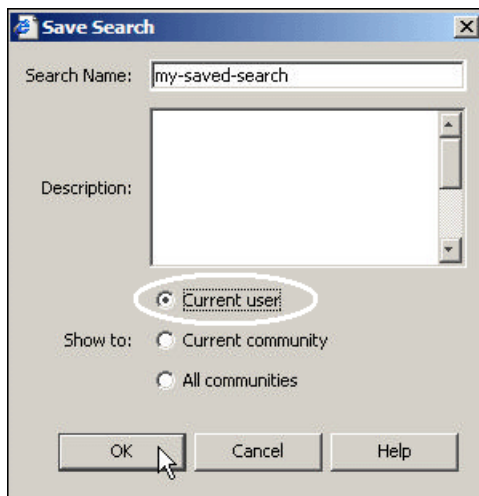 Save Search
Search Name: my-saved-search
Description:
Current user
Show to: Current community
All communities
OK Cancel Help